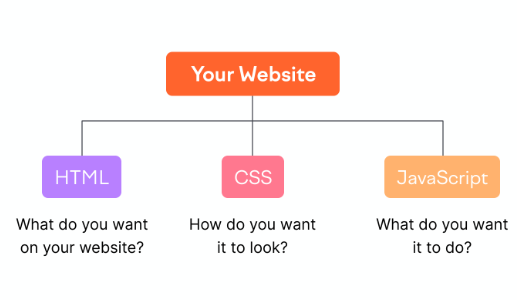 Your Website
HTML
CSS
JavaScript
What do you want
on your website?
How do you want
it to look?
What do you want
it to do?